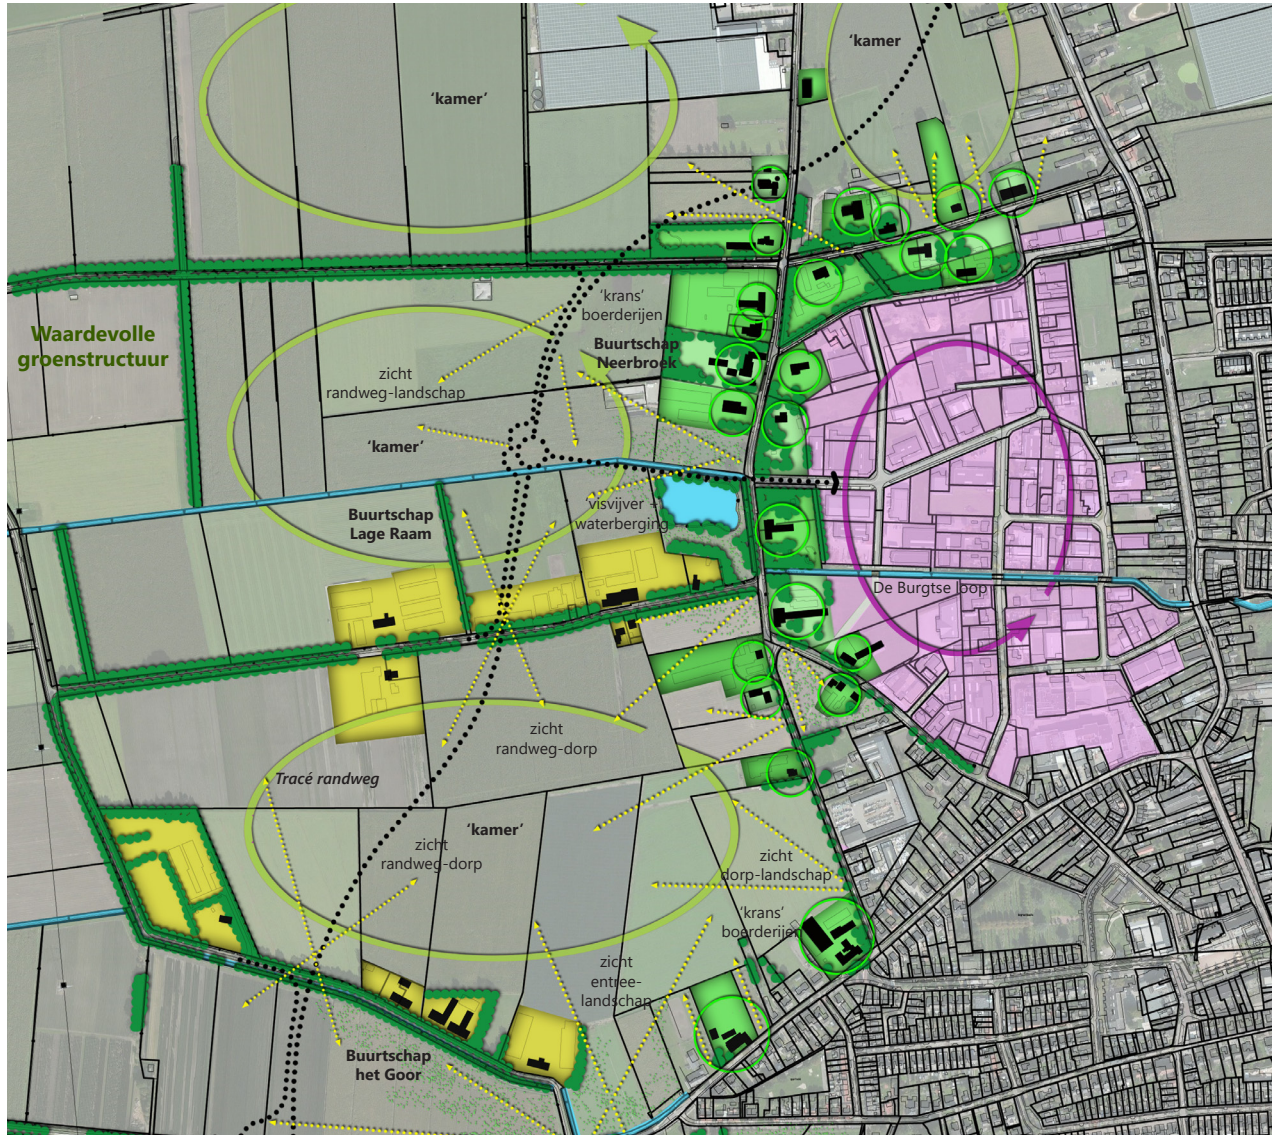 ‘kamer
‘kamer’
‘krans’
boerderijen
Waardevolle
groenstructuur
Buurtschap
Neerbroek
zicht
randweg-landschap
‘kamer’
‘visvijver +
waterberging
Buurtschap
Lage Raam
De Burgtse loop
zicht
randweg-dorp
Tracé randweg
‘kamer’
zicht
randweg-dorp
zicht
dorp-landschap
‘krans’
boerderijen
zicht
entree-
landschap
Buurtschap
het Goor